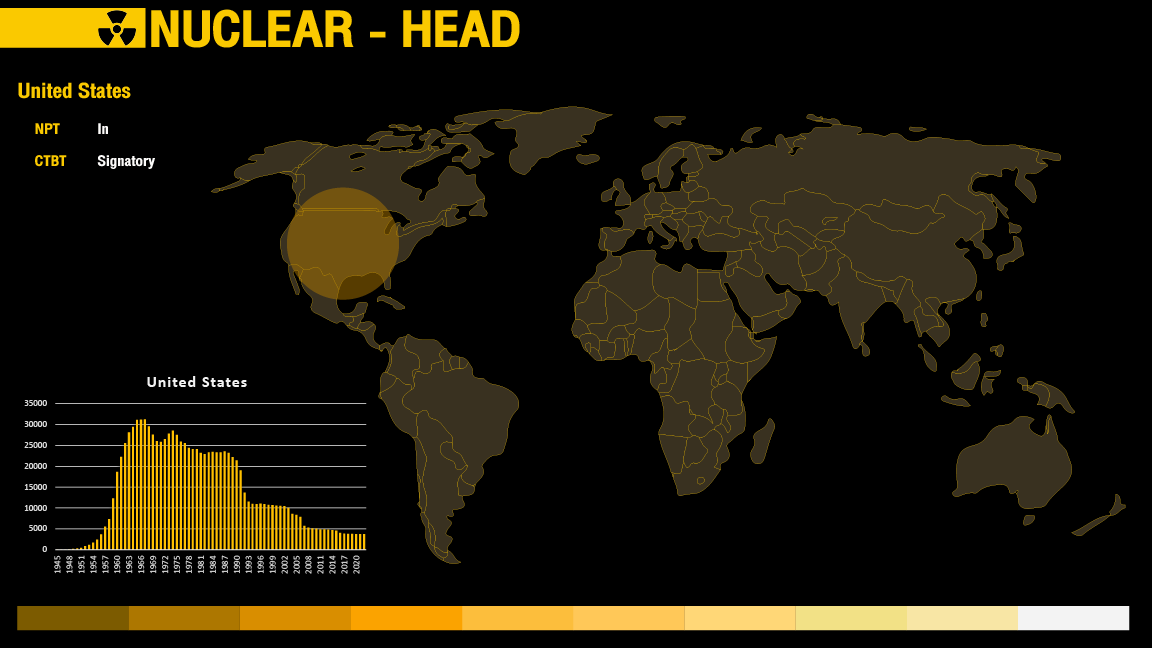 NUCLEAR - HEAD
United States
NPT In
CTBT Signatory
United States
35000
30000
25000
20000
15000
10000
5000
0
1945 1948 1951 1954 1957 1960 1963 1966 1969 1972 1975 1978 1981 1984 1987 1990 1993 1996 1999 2002 2005 2008 2011 2014 2017 2020